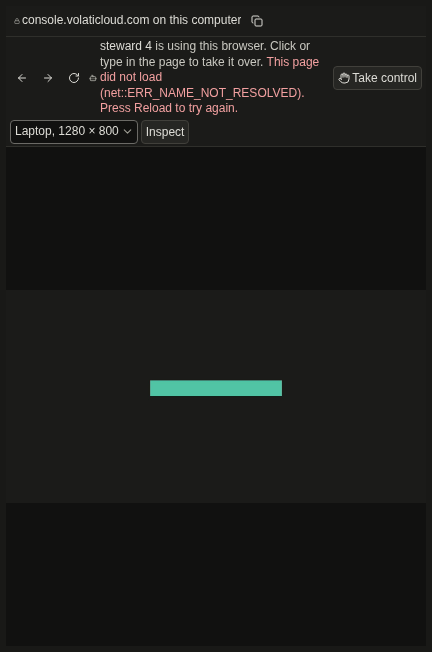 console.volaticloud.com on this computer
steward 4 is using this browser. Click or
type in the page to take it over. This page
did not load
(net::ERR_NAME_NOT_RESOLVED).
Press Reload to try again.
Take control
Laptop, 1280 × 800
Inspect